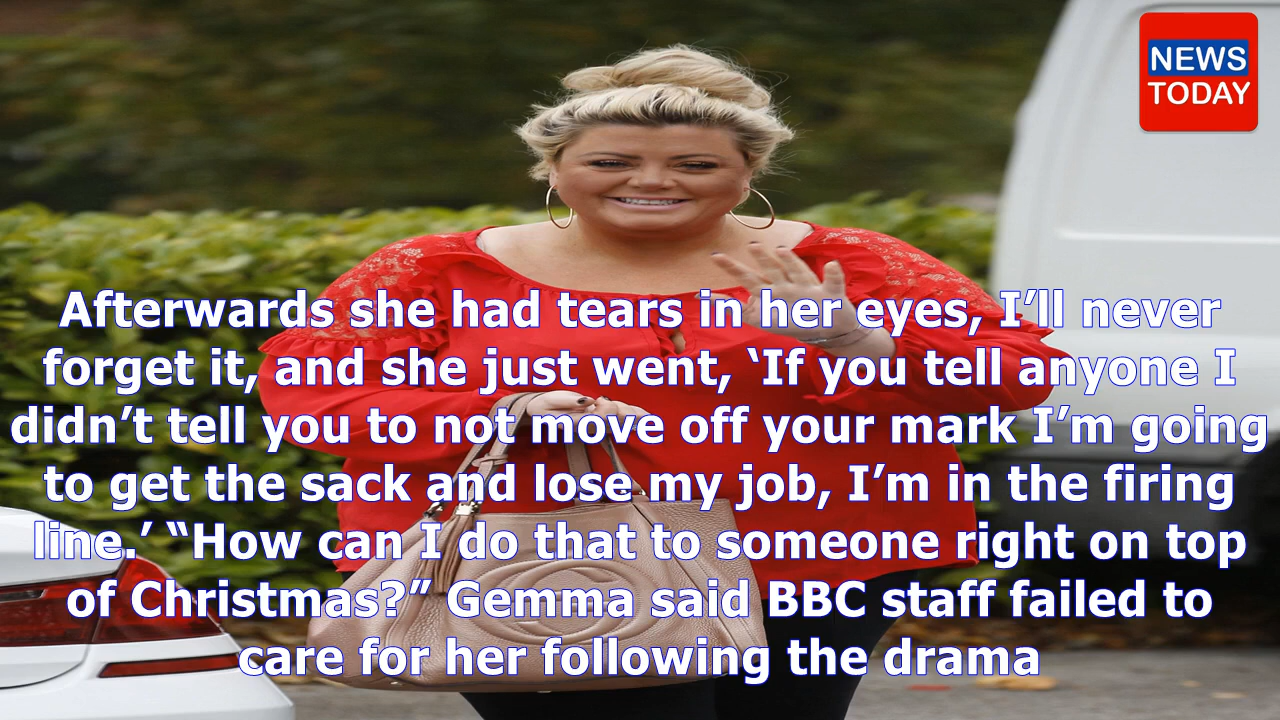 NEWS
TODAY
Afterwards she had tears in her eyes, I’ll never
forget it, and she just went, ‘If you tell anyone I
didn’t tell you to not move off your mark I’m going
to get the sack and lose my job, I’m in the firing
line.’ “How can I do that to someone right on top
of Christmas?” Gemma said BBC staff failed to
care for her following the drama